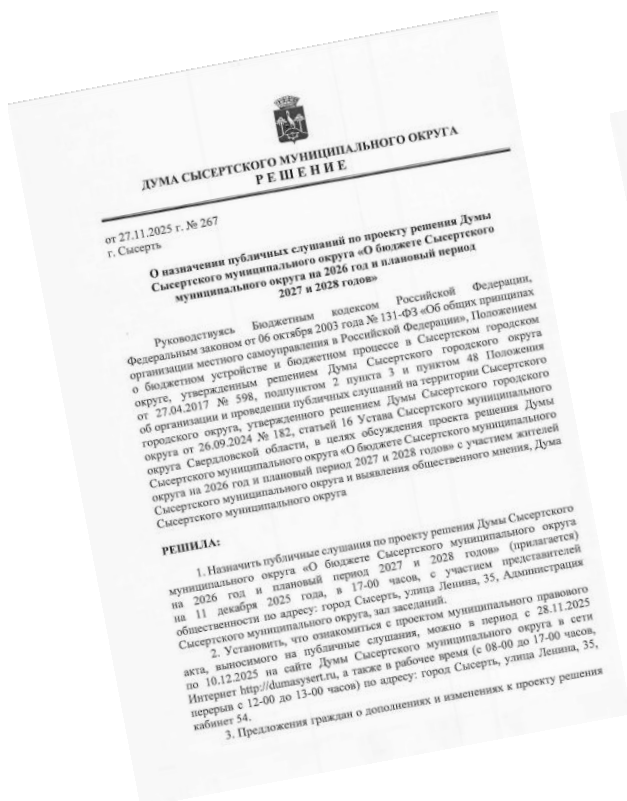 ДУМА СЫСЕРТСКОГО МУНИЦИПАЛЬНОГО ОКРУГА
РЕШЕНИЕ
от 27.11.2025 г. № 267
г. Сысерть
О назначении публичных слушаний по проекту решения Думы
Сысертского муниципального округа «О бюджете Сысертского
муниципального округа на 2026 год и плановый период
2027 и 2028 годов»
Руководствуясь Бюджетным кодексом Российской Федерации,
Федеральным законом от 06 октября 2003 года № 131-ФЗ «Об общих принципах
организации местного самоуправления в Российской Федерации», Положением
о бюджетном устройстве и бюджетном процессе в Сысертском городском
округе, утвержденным решением Думы Сысертского городского округа
от 27.04.2017 № 598, подпунктом 2 пункта 3 и пунктом 48 Положения
об организации и проведении публичных слушаний на территории Сысертского
городского округа, утвержденного решением Думы Сысертского городского
округа от 26.09.2024 № 182, статьей 16 Устава Сысертского муниципального
округа Свердловской области, в целях обсуждения проекта решения Думы
Сысертского муниципального округа «О бюджете Сысертского муниципального
округа на 2026 год и плановый период 2027 и 2028 годов» с участием жителей
Сысертского муниципального округа и выявления общественного мнения, Дума
Сысертского муниципального округа
РЕШИЛА:
1. Назначить публичные слушания по проекту решения Думы Сысертского
муниципального округа «О бюджете Сысертского муниципального округа
на 2026 год и плановый период 2027 и 2028 годов» (прилагается)
на 11 декабря 2025 года, в 17-00 часов, с участием представителей
общественности по адресу: город Сысерть, улица Ленина, 35, Администрация
Сысертского муниципального округа, зал заседаний.
2. Установить, что ознакомиться с проектом муниципального правового
акта, выносимого на публичные слушания, можно в период с 28.11.2025
по 10.12.2025 на сайте Думы Сысертского муниципального округа в сети
Интернет http://dumasysert.ru, а также в рабочее время (с 08-00 до 17-00 часов,
перерыв с 12-00 до 13-00 часов) по адресу: город Сысерть, улица Ленина, 35,
кабинет 54.
3. Предложения граждан о дополнениях и изменениях к проекту решения